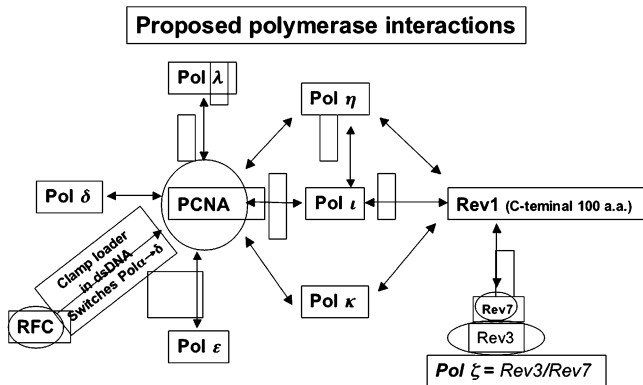 Proposed polymerase interactions
Pol λ
Pol η
Pol δ
PCNA
Pol ι
Rev1 (C-teminal 100 a.a.)
Clamp loader
in dsDNA
Switches Polα→δ
RFC
Pol κ
Pol ε
Rev7
Rev3
Pol ζ = Rev3/Rev7